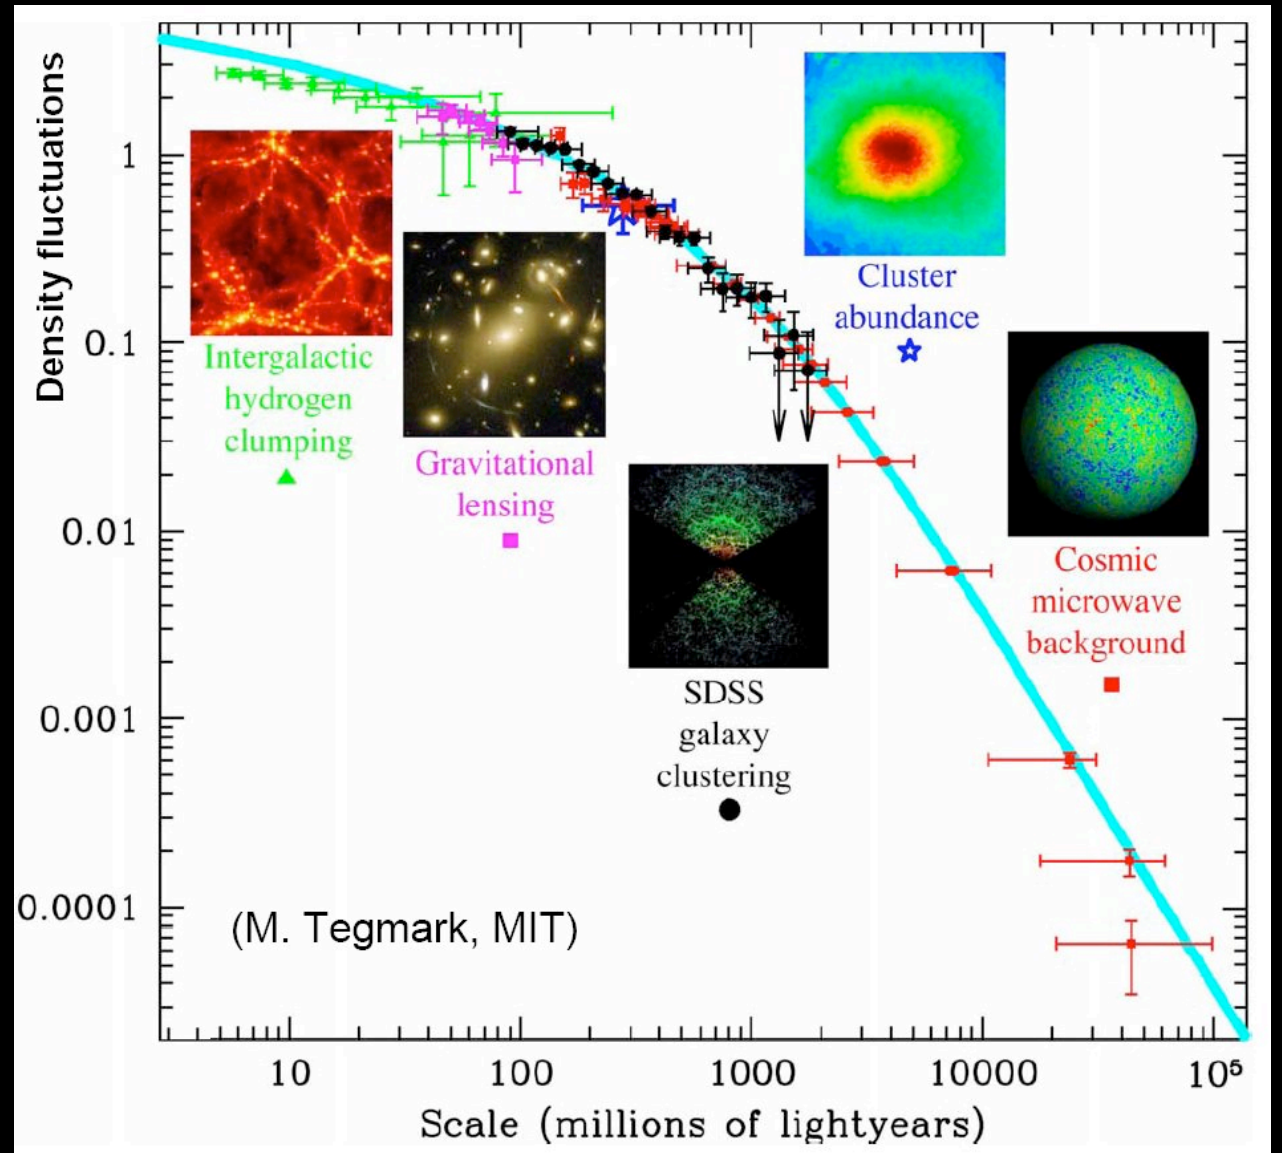 Density fluctuations
1
0.1
0.01
0.001
0.0001
Intergalactic
hydrogen
clumping
Gravitational
lensing
SDSS
galaxy
clustering
Cluster
abundance
Cosmic
microwave
background
(M. Tegmark, MIT)
10 100 1000 10000 10⁵
Scale (millions of lightyears)